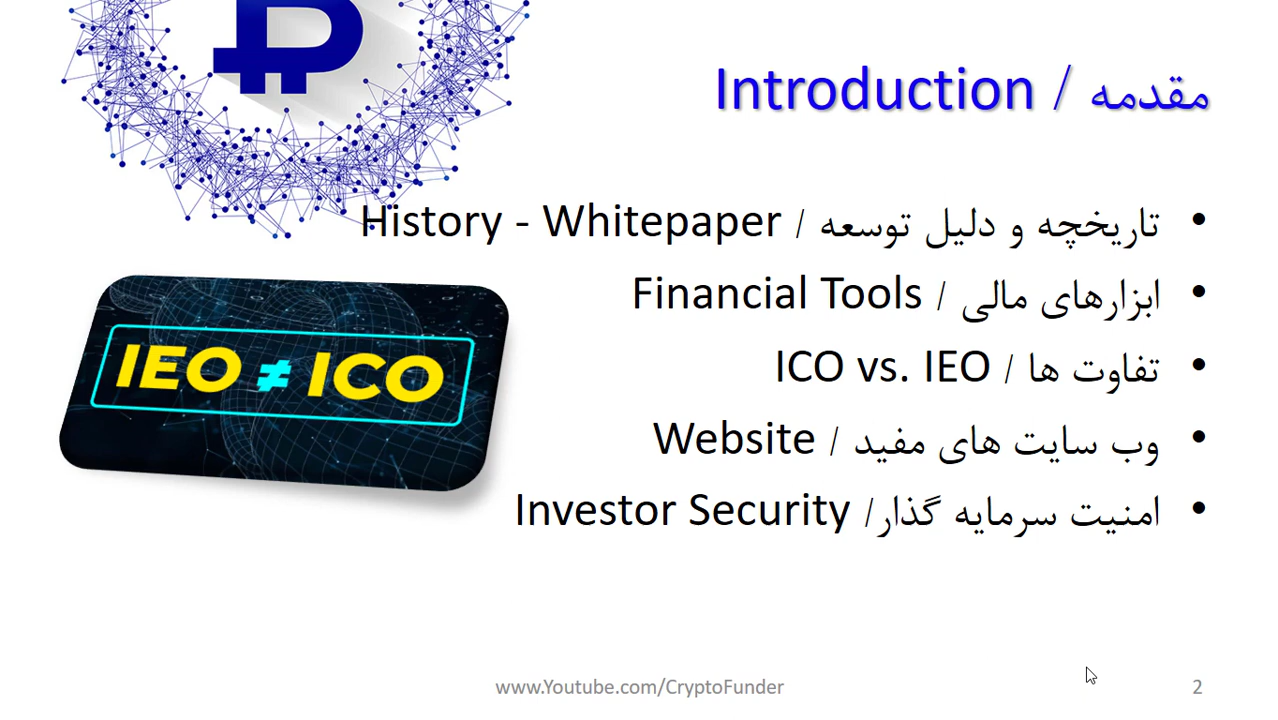 مقدمه / Introduction
تاریخچه و دلیل توسعه / History - Whitepaper
ابزارهای مالی / Financial Tools
تفاوت ها / ICO vs. IEO
وب سایت های مفید / Website
امنیت سرمایه گذار/ Investor Security
IEO ≠ ICO
www.Youtube.com/CryptoFunder
2